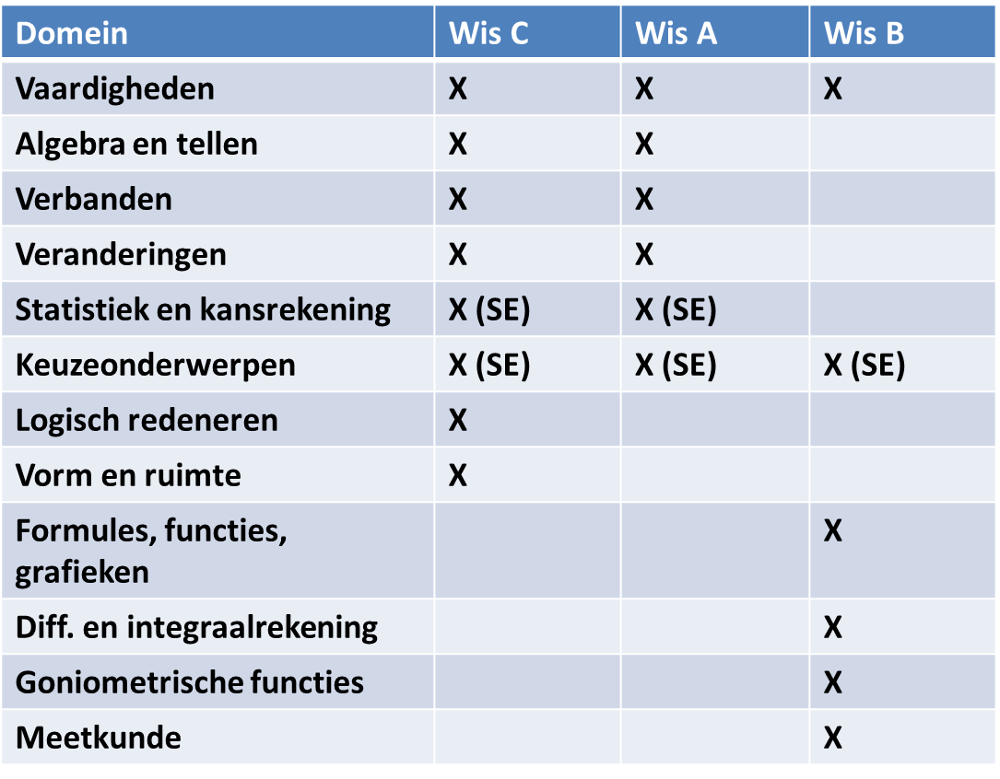 Domein Wis C Wis A Wis B
Vaardigheden X X X
Algebra en tellen X X
Verbanden X X
Veranderingen X X
Statistiek en kansrekening X (SE) X (SE)
Keuzeonderwerpen X (SE) X (SE) X (SE)
Logisch redeneren X
Vorm en ruimte X
Formules, functies, X
grafieken
Diff. en integraalrekening X
Goniometrische functies X
Meetkunde X